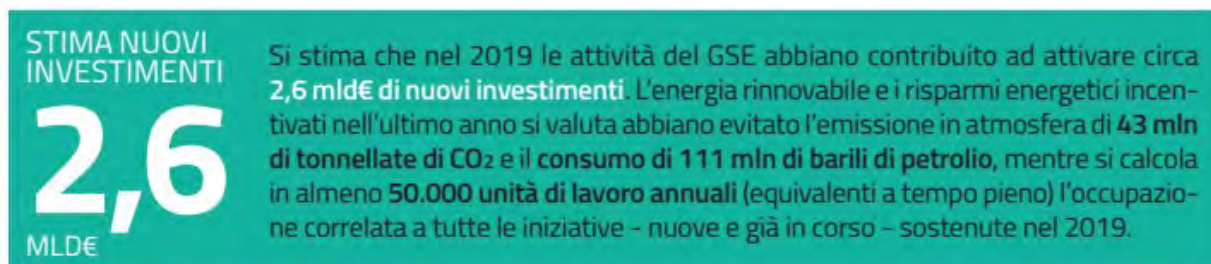 STIMA NUOVI
INVESTIMENTI
2,6
MLD€
Si stima che nel 2019 le attività del GSE abbiano contribuito ad attivare circa
2,6 mld€ di nuovi investimenti. L'energia rinnovabile e i risparmi energetici incen-
tivati nell'ultimo anno si valuta abbiano evitato l'emissione in atmosfera di 43 mln
di tonnellate di CO2 e il consumo di 111 mln di barili di petrolio, mentre si calcola
in almeno 50.000 unità di lavoro annuali (equivalenti a tempo pieno) l'occupazio-
ne correlata a tutte le iniziative - nuove e già in corso - sostenute nel 2019.